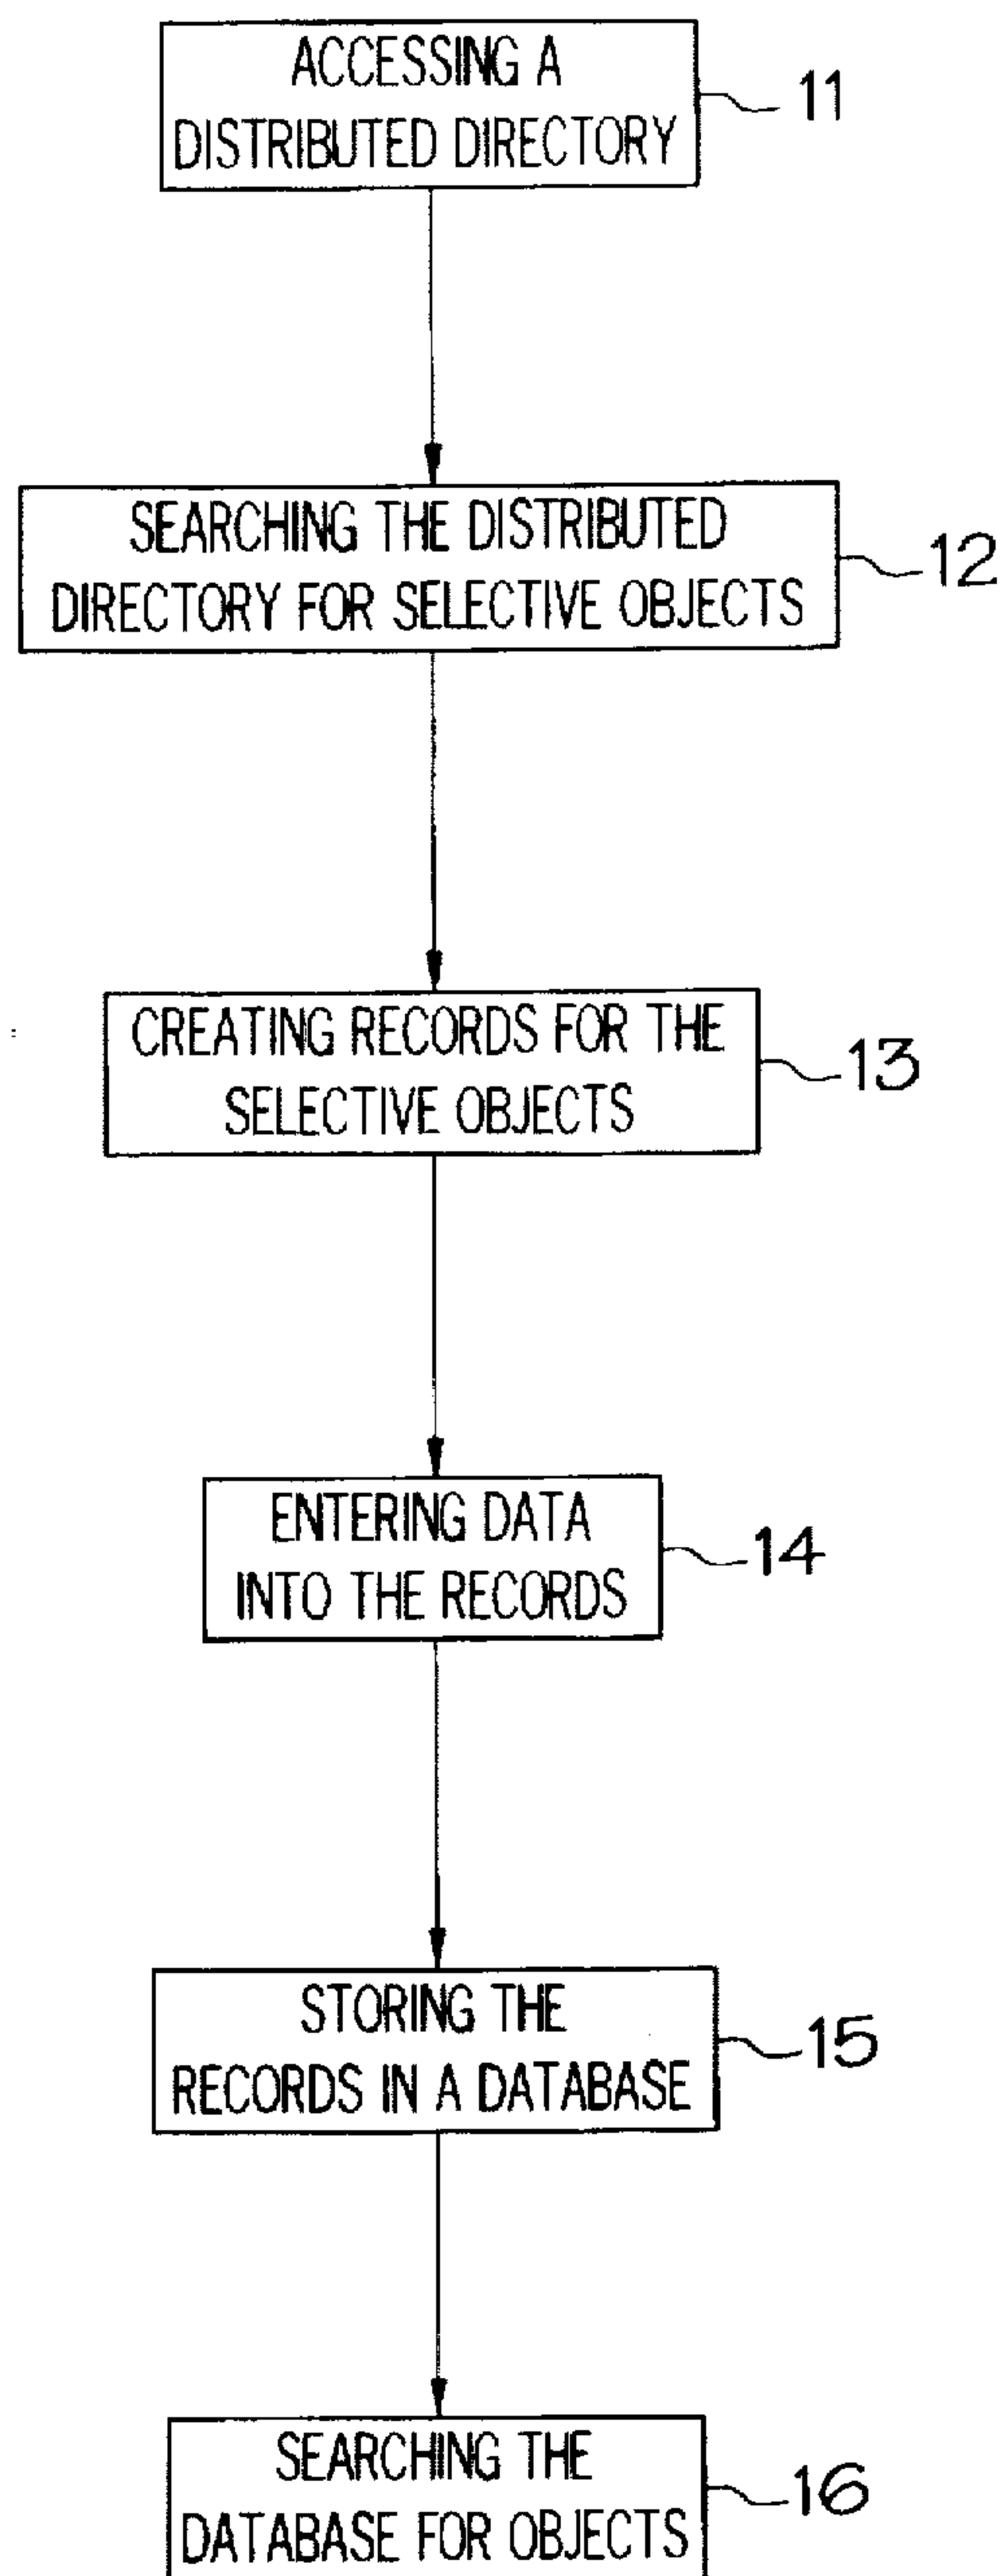 ACCESSING A
DISTRIBUTED DIRECTORY
11
SEARCHING THE DISTRIBUTED
DIRECTORY FOR SELECTIVE OBJECTS
12
CREATING RECORDS FOR THE
SELECTIVE OBJECTS
13
ENTERING DATA
INTO THE RECORDS
14
STORING THE
RECORDS IN A DATABASE
15
SEARCHING THE
DATABASE FOR OBJECTS
16